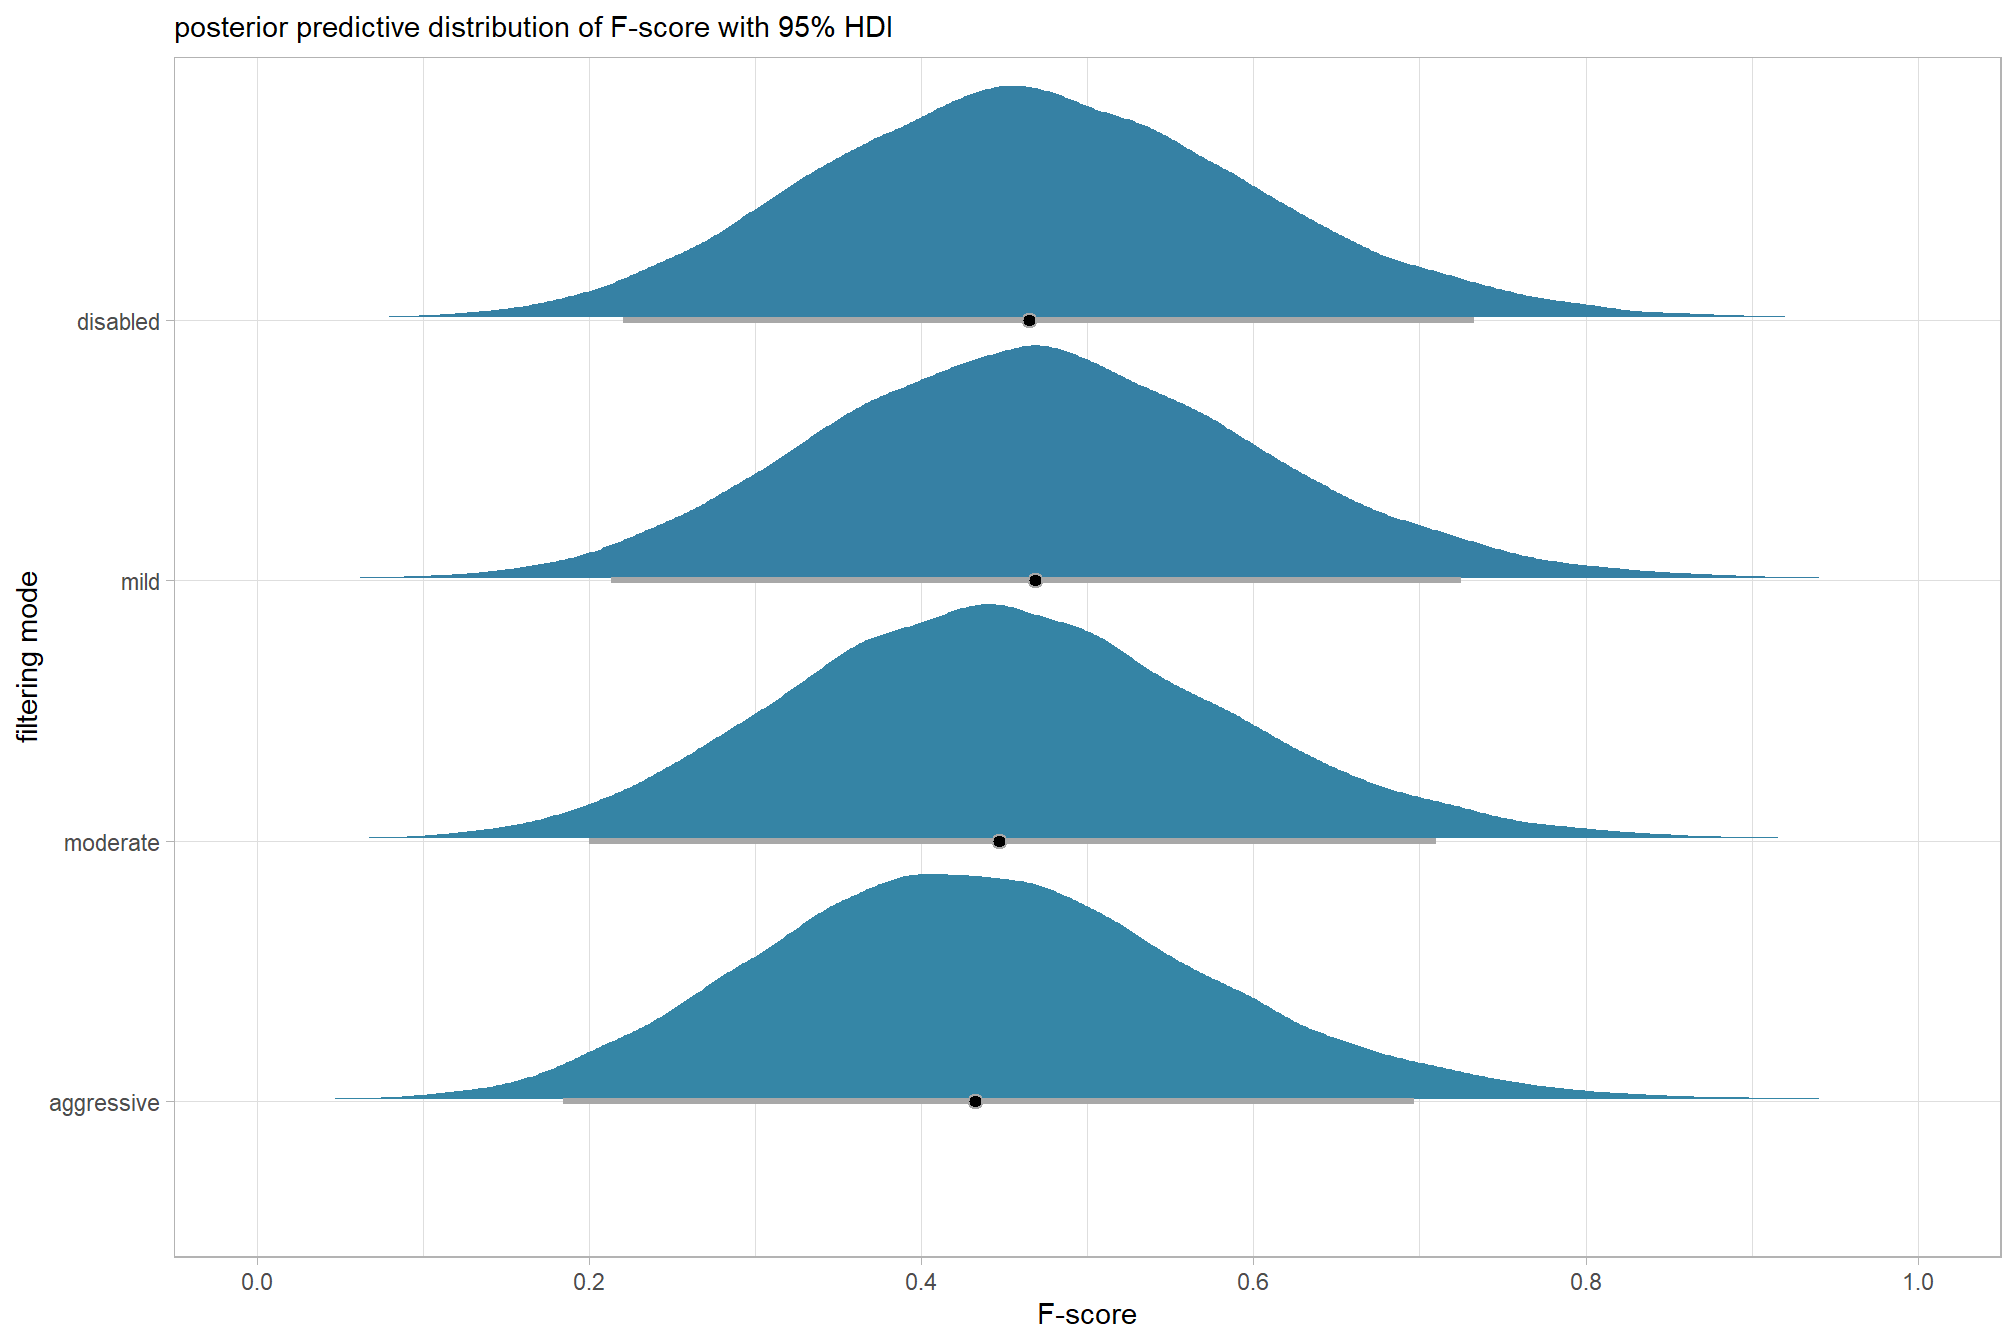 posterior predictive distribution of F-score with 95% HDI
filtering mode
disabled
mild
moderate
aggressive
0.0 0.2 0.4 0.6 0.8 1.0
F-score